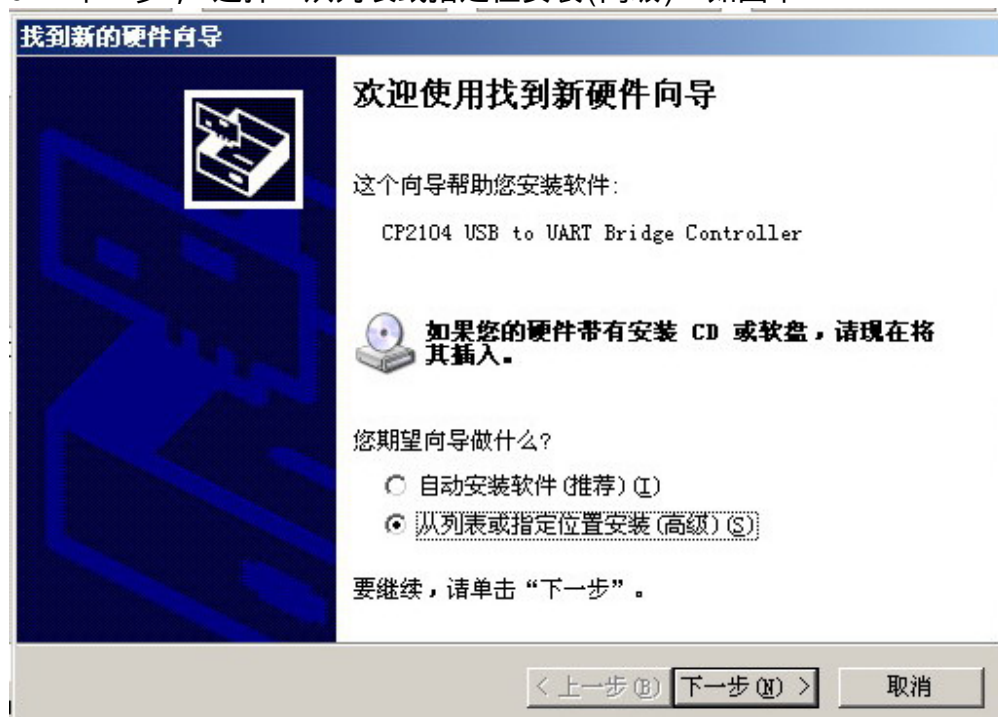 找到新的硬件向导
欢迎使用找到新硬件向导
这个向导帮助您安装软件:
CP2104 USB to UART Bridge Controller
如果您的硬件带有安装 CD 或软盘，请现在将
其插入。
您期望向导做什么?
自动安装软件(推荐)(I)
从列表或指定位置安装(高级)(S)
要继续，请单击“下一步”。
< 上一步(B) 下一步(N) > 取消